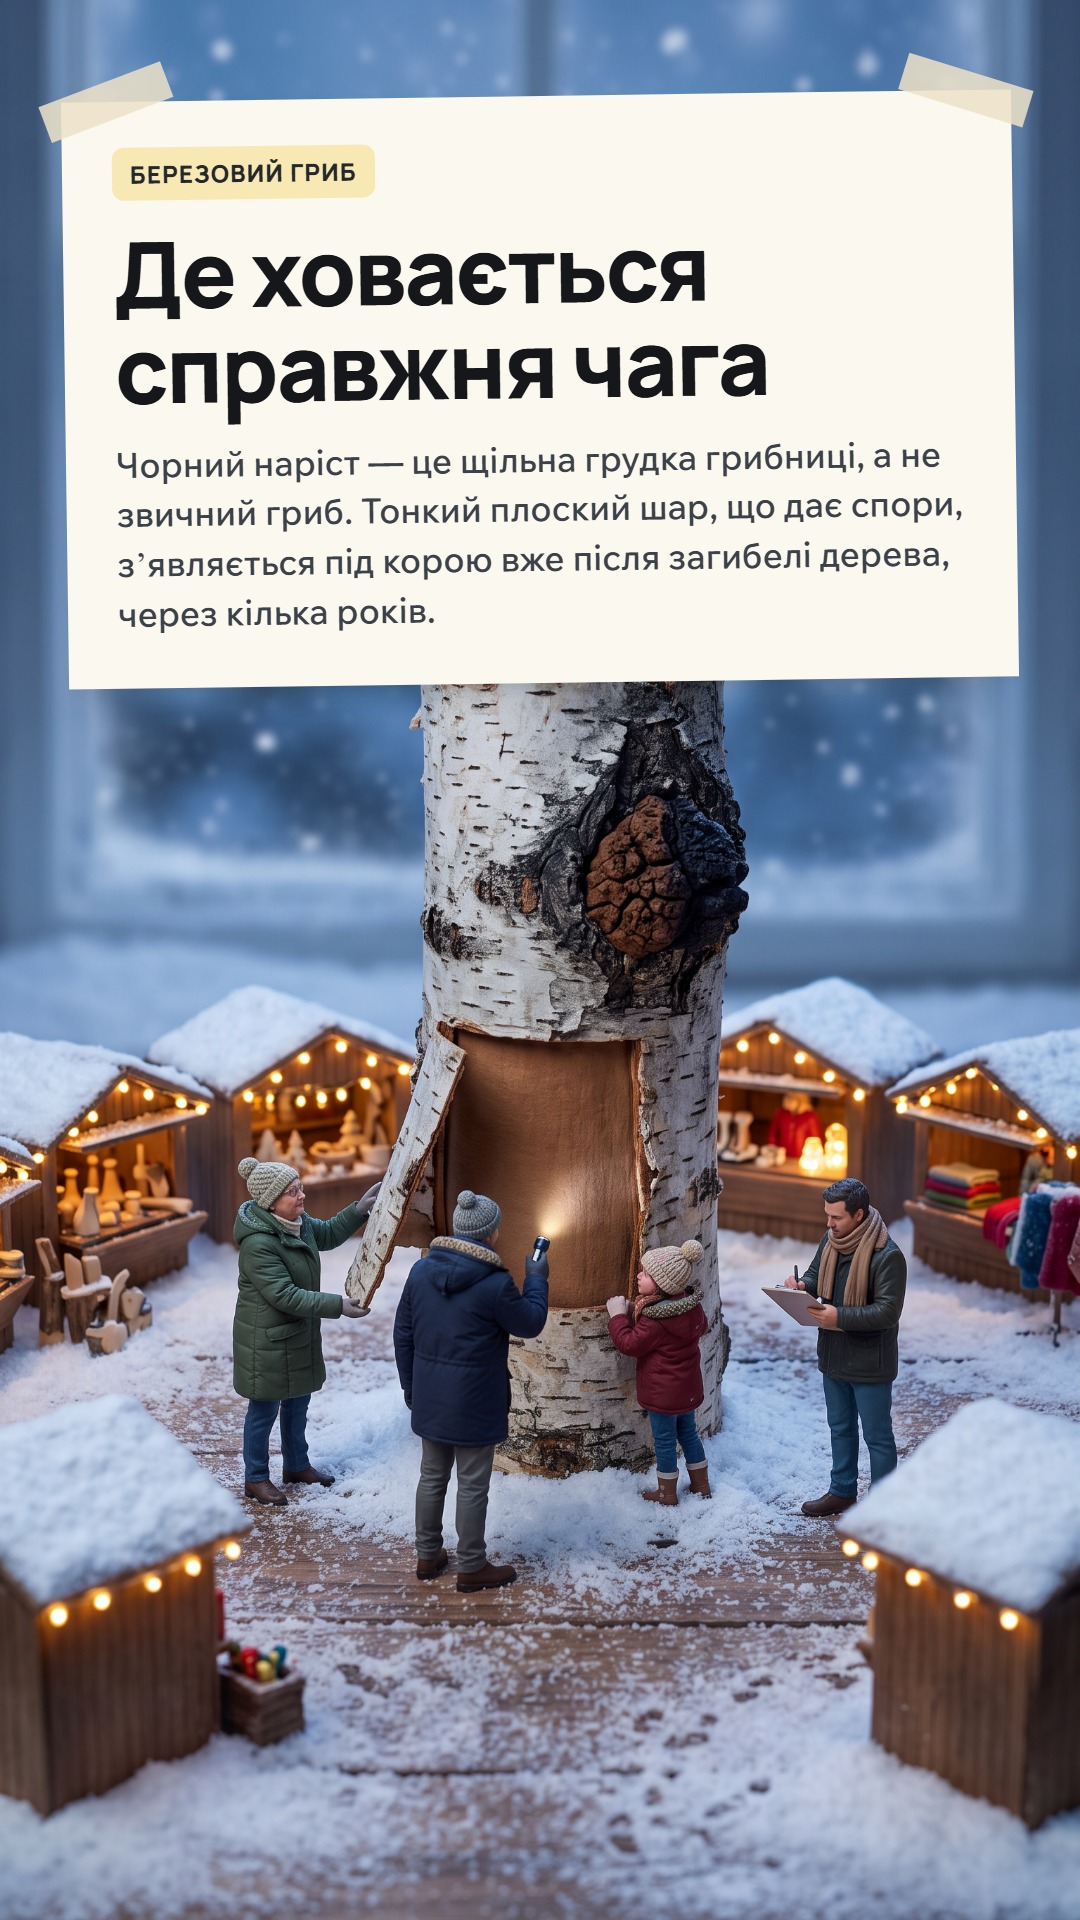 БЕРЕЗОВИЙ ГРИБ
Де ховається
справжня чага
Чорний наріст — це щільна грудка грибниці, а не
звичний гриб. Тонкий плоский шар, що дає спори,
з’являється під корою вже після загибелі дерева,
через кілька років.